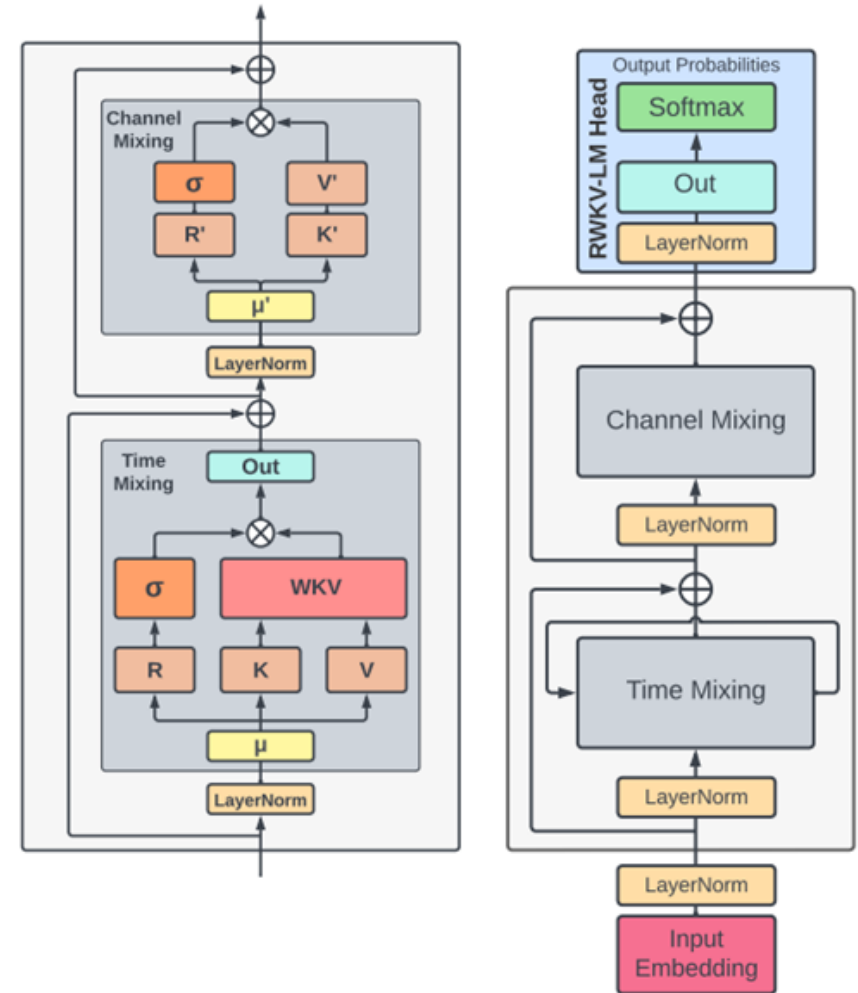 Channel
Mixing
σ
V'
R'
K'
μ'
LayerNorm
Time
Mixing
Out
σ
WKV
R
K
V
μ
LayerNorm
Output Probabilities
RWKV-LM Head
Softmax
Out
LayerNorm
Channel Mixing
LayerNorm
Time Mixing
LayerNorm
LayerNorm
Input
Embedding